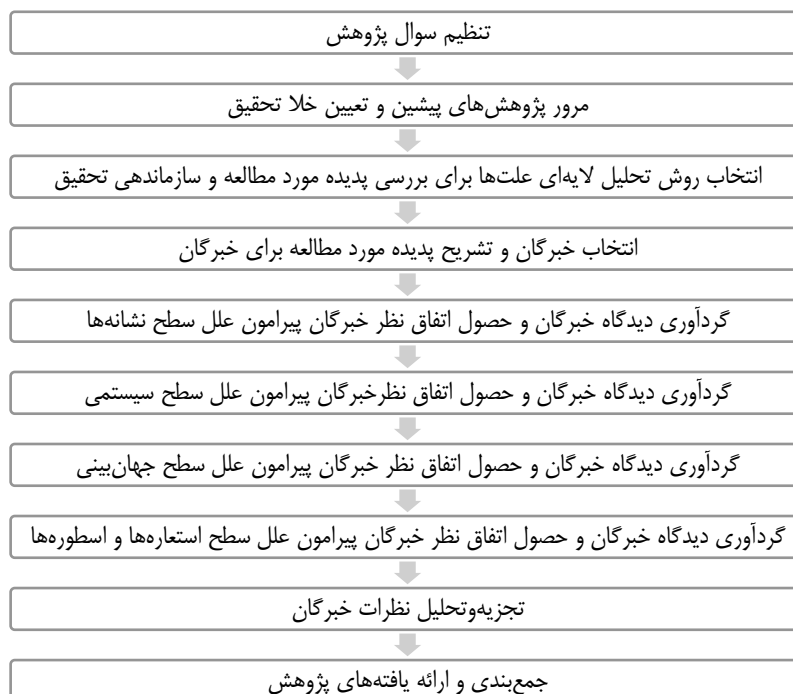 تنظیم سوال پژوهش
مرور پژوهش‌های پیشین و تعیین خلا تحقیق
انتخاب روش تحلیل لایه‌ای علت‌ها برای بررسی پدیده مورد مطالعه و سازماندهی تحقیق
انتخاب خبرگان و تشریح پدیده مورد مطالعه برای خبرگان
گردآوری دیدگاه خبرگان و حصول اتفاق نظر خبرگان پیرامون علل سطح نشانه‌ها
گردآوری دیدگاه خبرگان و حصول اتفاق نظرخبرگان پیرامون علل سطح سیستمی
گردآوری دیدگاه خبرگان و حصول اتفاق نظر خبرگان پیرامون علل سطح جهان‌بینی
گردآوری دیدگاه خبرگان و حصول اتفاق نظر خبرگان پیرامون علل سطح استعاره‌ها و اسطوره‌ها
تجزیه‌وتحلیل نظرات خبرگان
جمع‌بندی و ارائه یافته‌های پژوهش